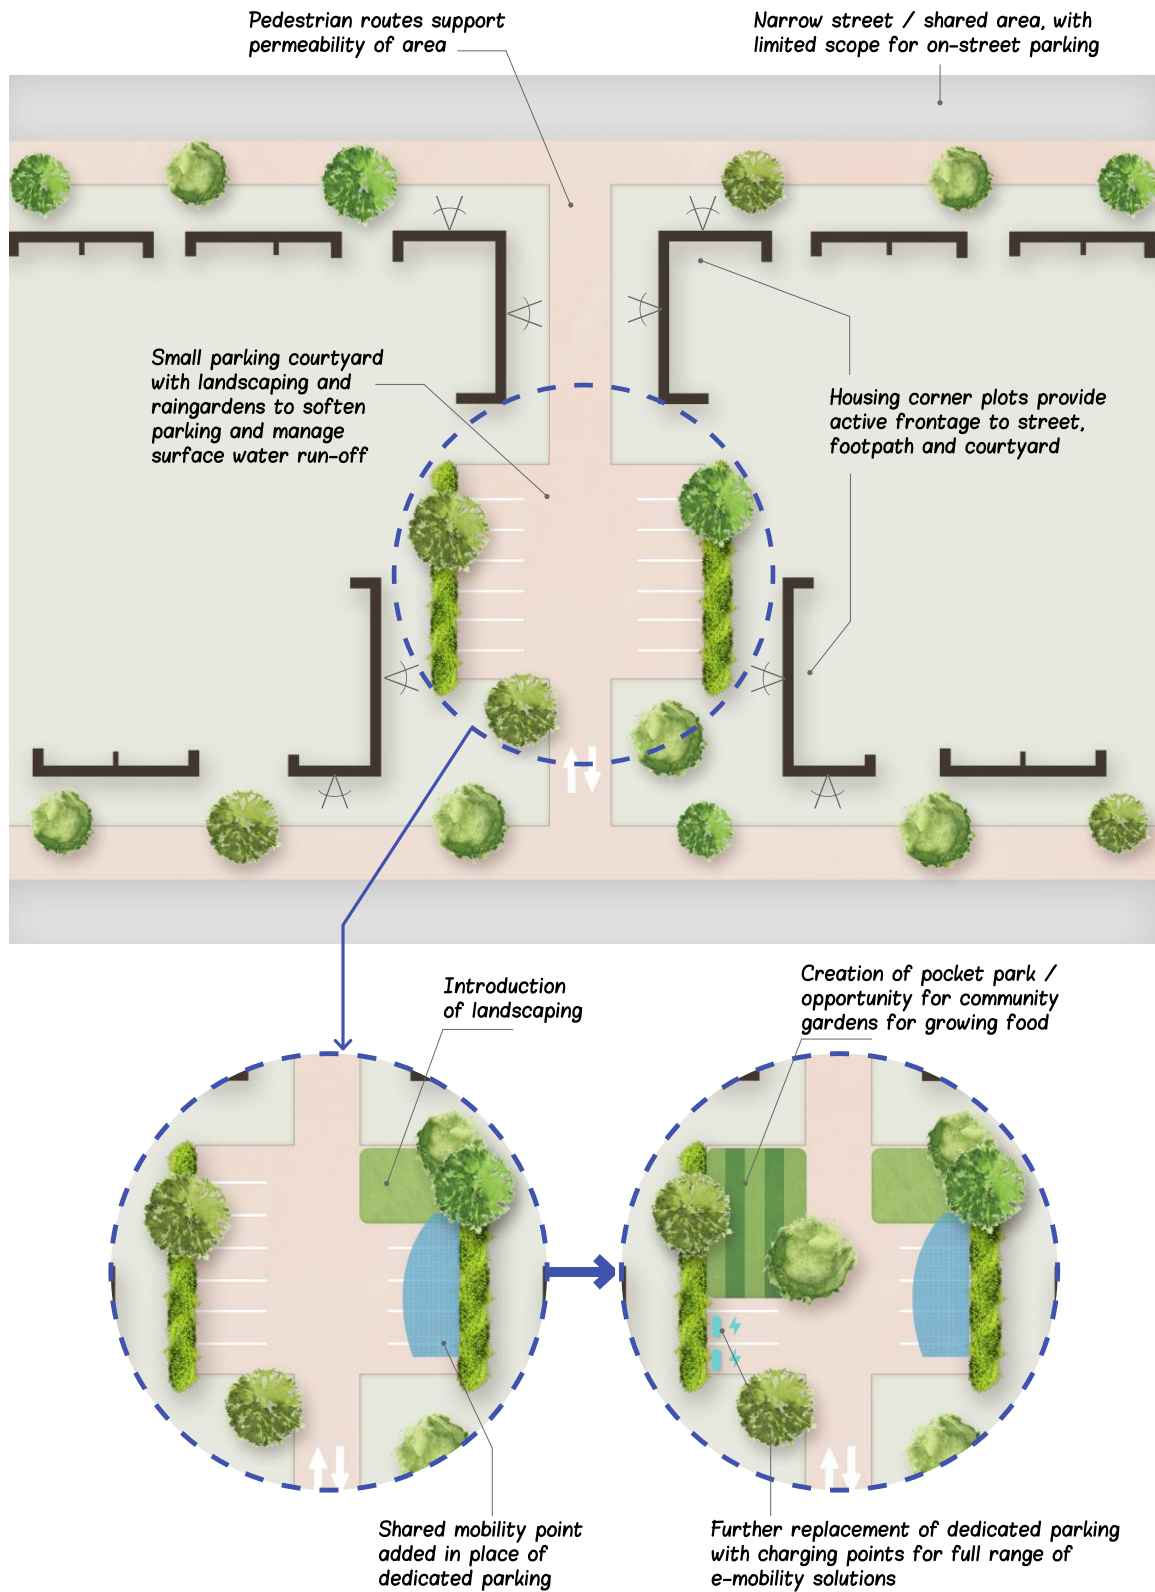 Pedestrian routes support
permeability of area
Narrow street / shared area, with
limited scope for on-street parking
Small parking courtyard
with landscaping and
raingardens to soften
parking and manage
surface water run-off
Housing corner plots provide
active frontage to street,
footpath and courtyard
Introduction
of landscaping
Creation of pocket park /
opportunity for community
gardens for growing food
Shared mobility point
added in place of
dedicated parking
Further replacement of dedicated parking
with charging points for full range of
e-mobility solutions